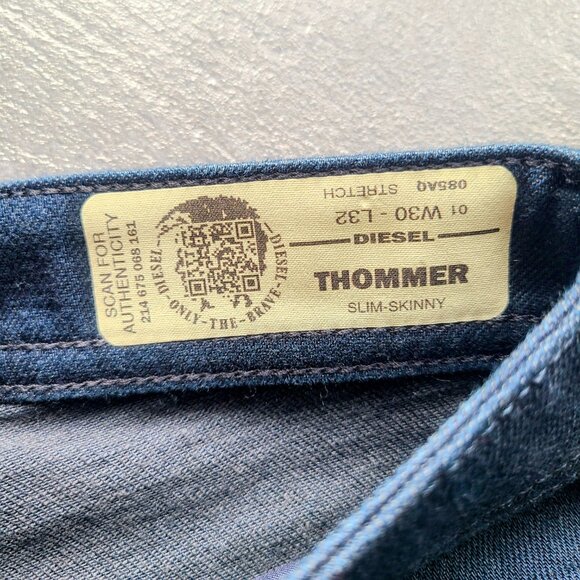 SCAN FOR
AUTHENTICITY
214 675 068 161
DIESEL
DIESEL
ONLY-THE-BRAVE
085AQ STRETCH
01 W30 - L32
DIESEL
THOMMER
SLIM-SKINNY